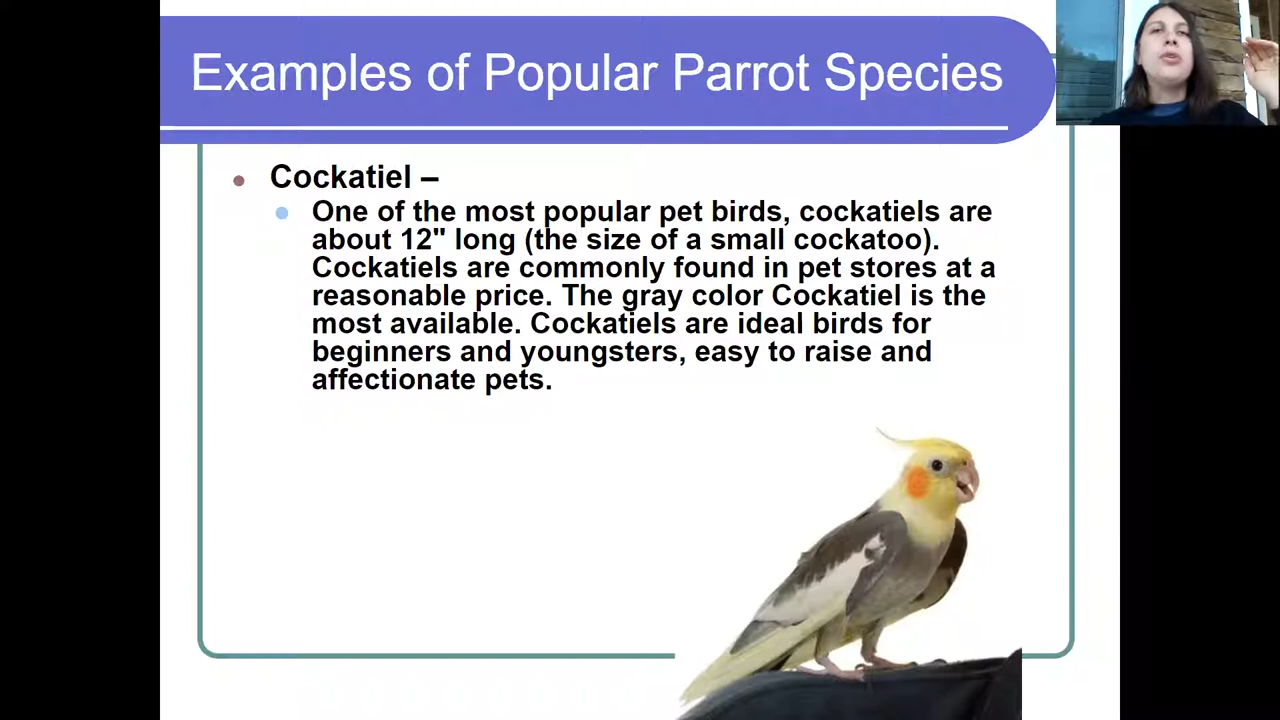 Examples of Popular Parrot Species
Cockatiel –
One of the most popular pet birds, cockatiels are
about 12" long (the size of a small cockatoo).
Cockatiels are commonly found in pet stores at a
reasonable price. The gray color Cockatiel is the
most available. Cockatiels are ideal birds for
beginners and youngsters, easy to raise and
affectionate pets.